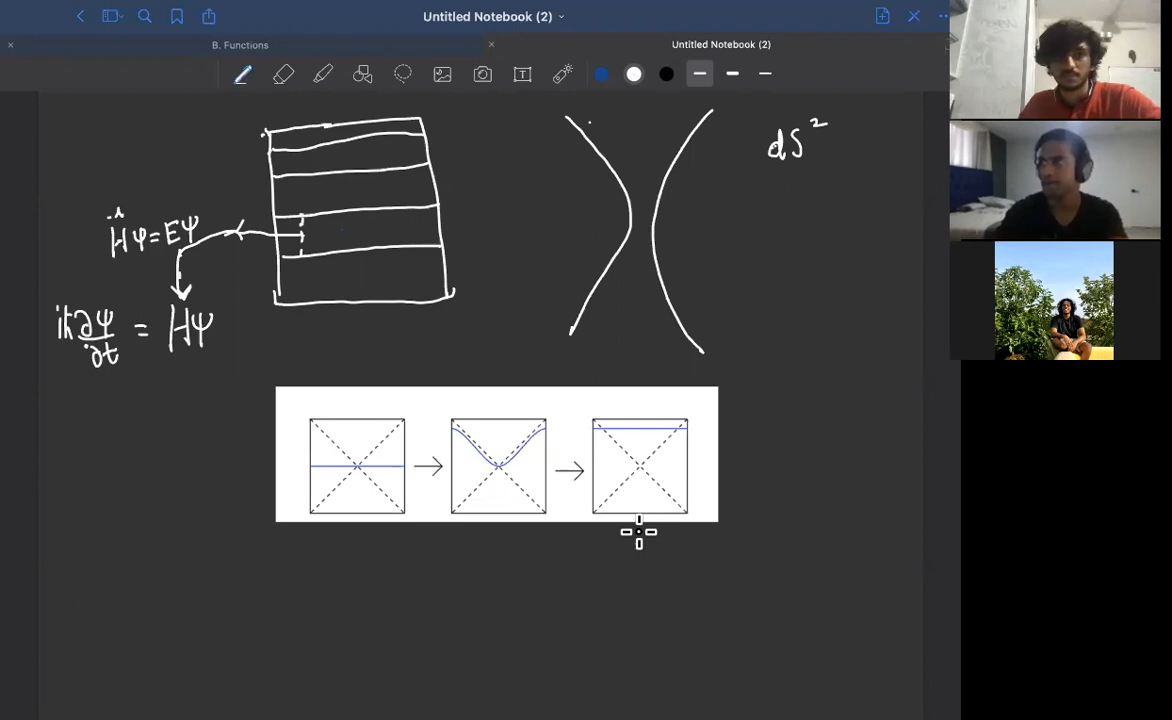 Untitled Notebook (2)
B. Functions
Untitled Notebook (2)
T
dS²
Ĥψ=Eψ
iħ∂ψ/∂t = Hψ